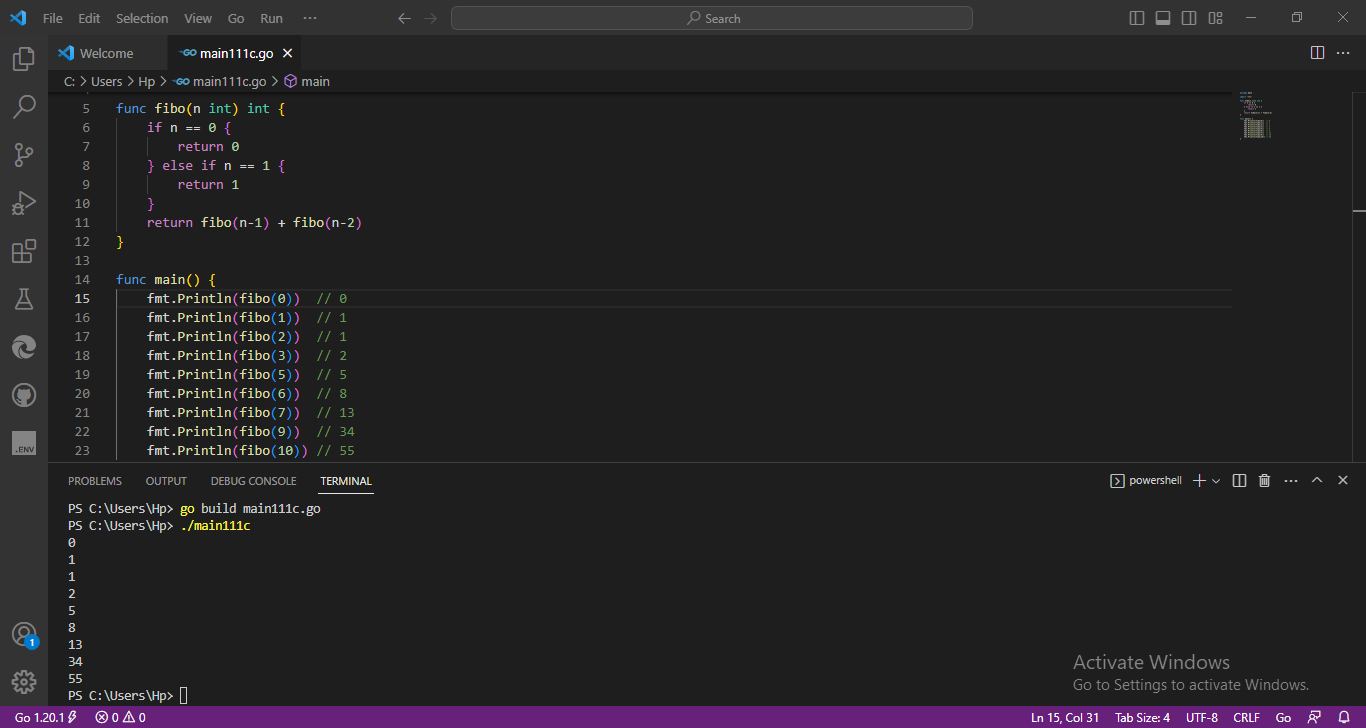 File Edit Selection View Go Run ··· Search
Welcome GO main111c.go
C: > Users > Hp > GO main111c.go > main
5 func fibo(n int) int {
6 if n == 0 {
7 return 0
8 } else if n == 1 {
9 return 1
10 }
11 return fibo(n-1) + fibo(n-2)
12 }
13
14 func main() {
15 fmt.Println(fibo(0)) // 0
16 fmt.Println(fibo(1)) // 1
17 fmt.Println(fibo(2)) // 1
18 fmt.Println(fibo(3)) // 2
19 fmt.Println(fibo(5)) // 5
20 fmt.Println(fibo(6)) // 8
21 fmt.Println(fibo(7)) // 13
22 fmt.Println(fibo(9)) // 34
23 fmt.Println(fibo(10)) // 55
.ENV
PROBLEMS OUTPUT DEBUG CONSOLE TERMINAL powershell
PS C:\Users\Hp> go build main111c.go
PS C:\Users\Hp> ./main111c
0
1
1
2
5
8
13
34
55
PS C:\Users\Hp>
1
Activate Windows
Go to Settings to activate Windows.
Go 1.20.1 0 0 Ln 15, Col 31 Tab Size: 4 UTF-8 CRLF Go